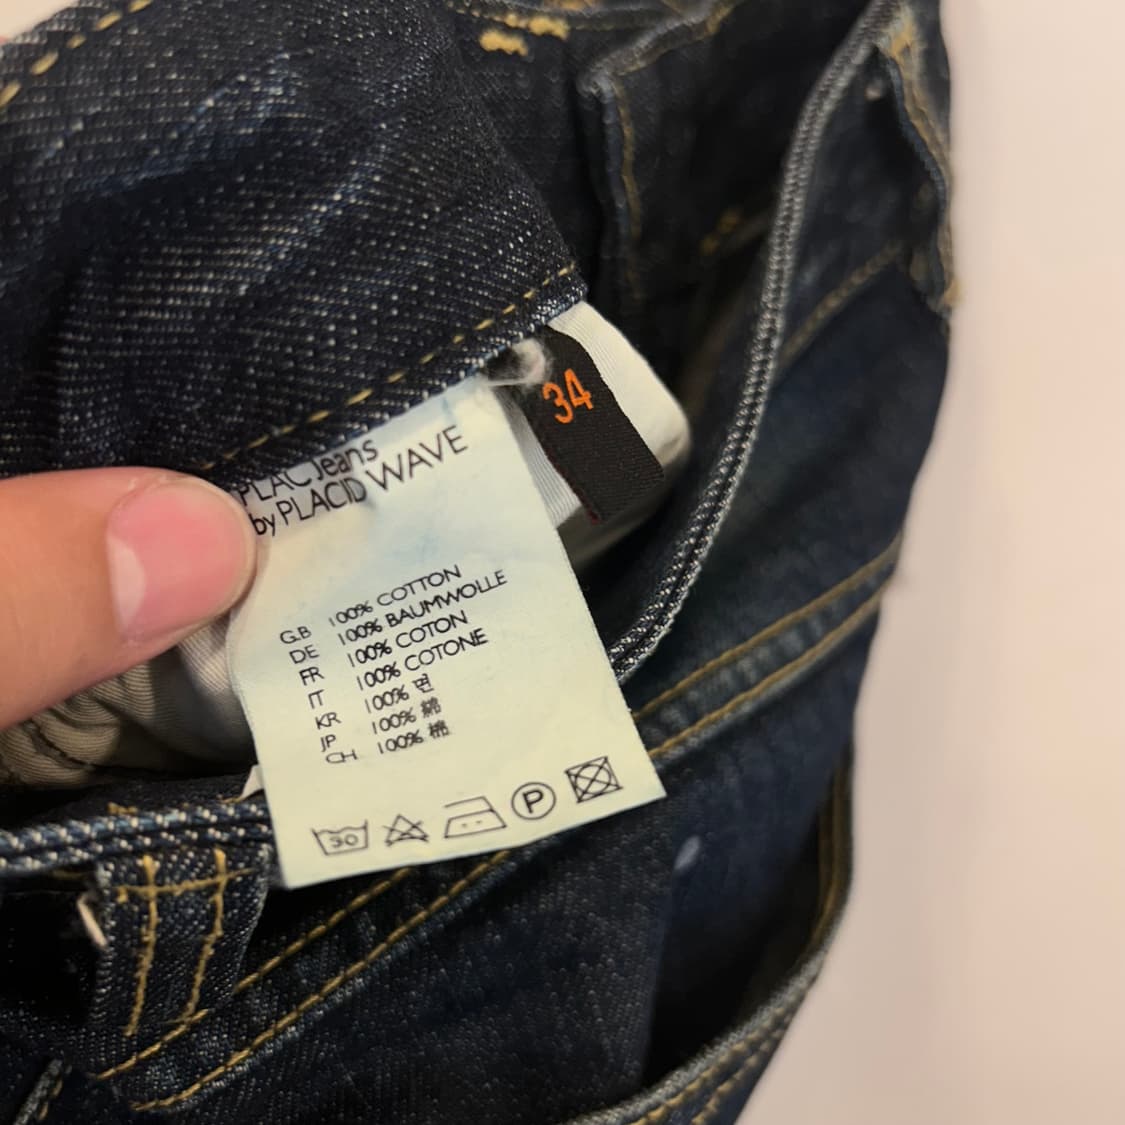 34
PLAC Jeans
by PLACID WAVE
G.B 100% COTTON
DE 100% BAUMWOLLE
FR 100% COTON
IT 100% COTONE
KR 100% 면
JP 100% 綿
CH 100% 棉
30
P